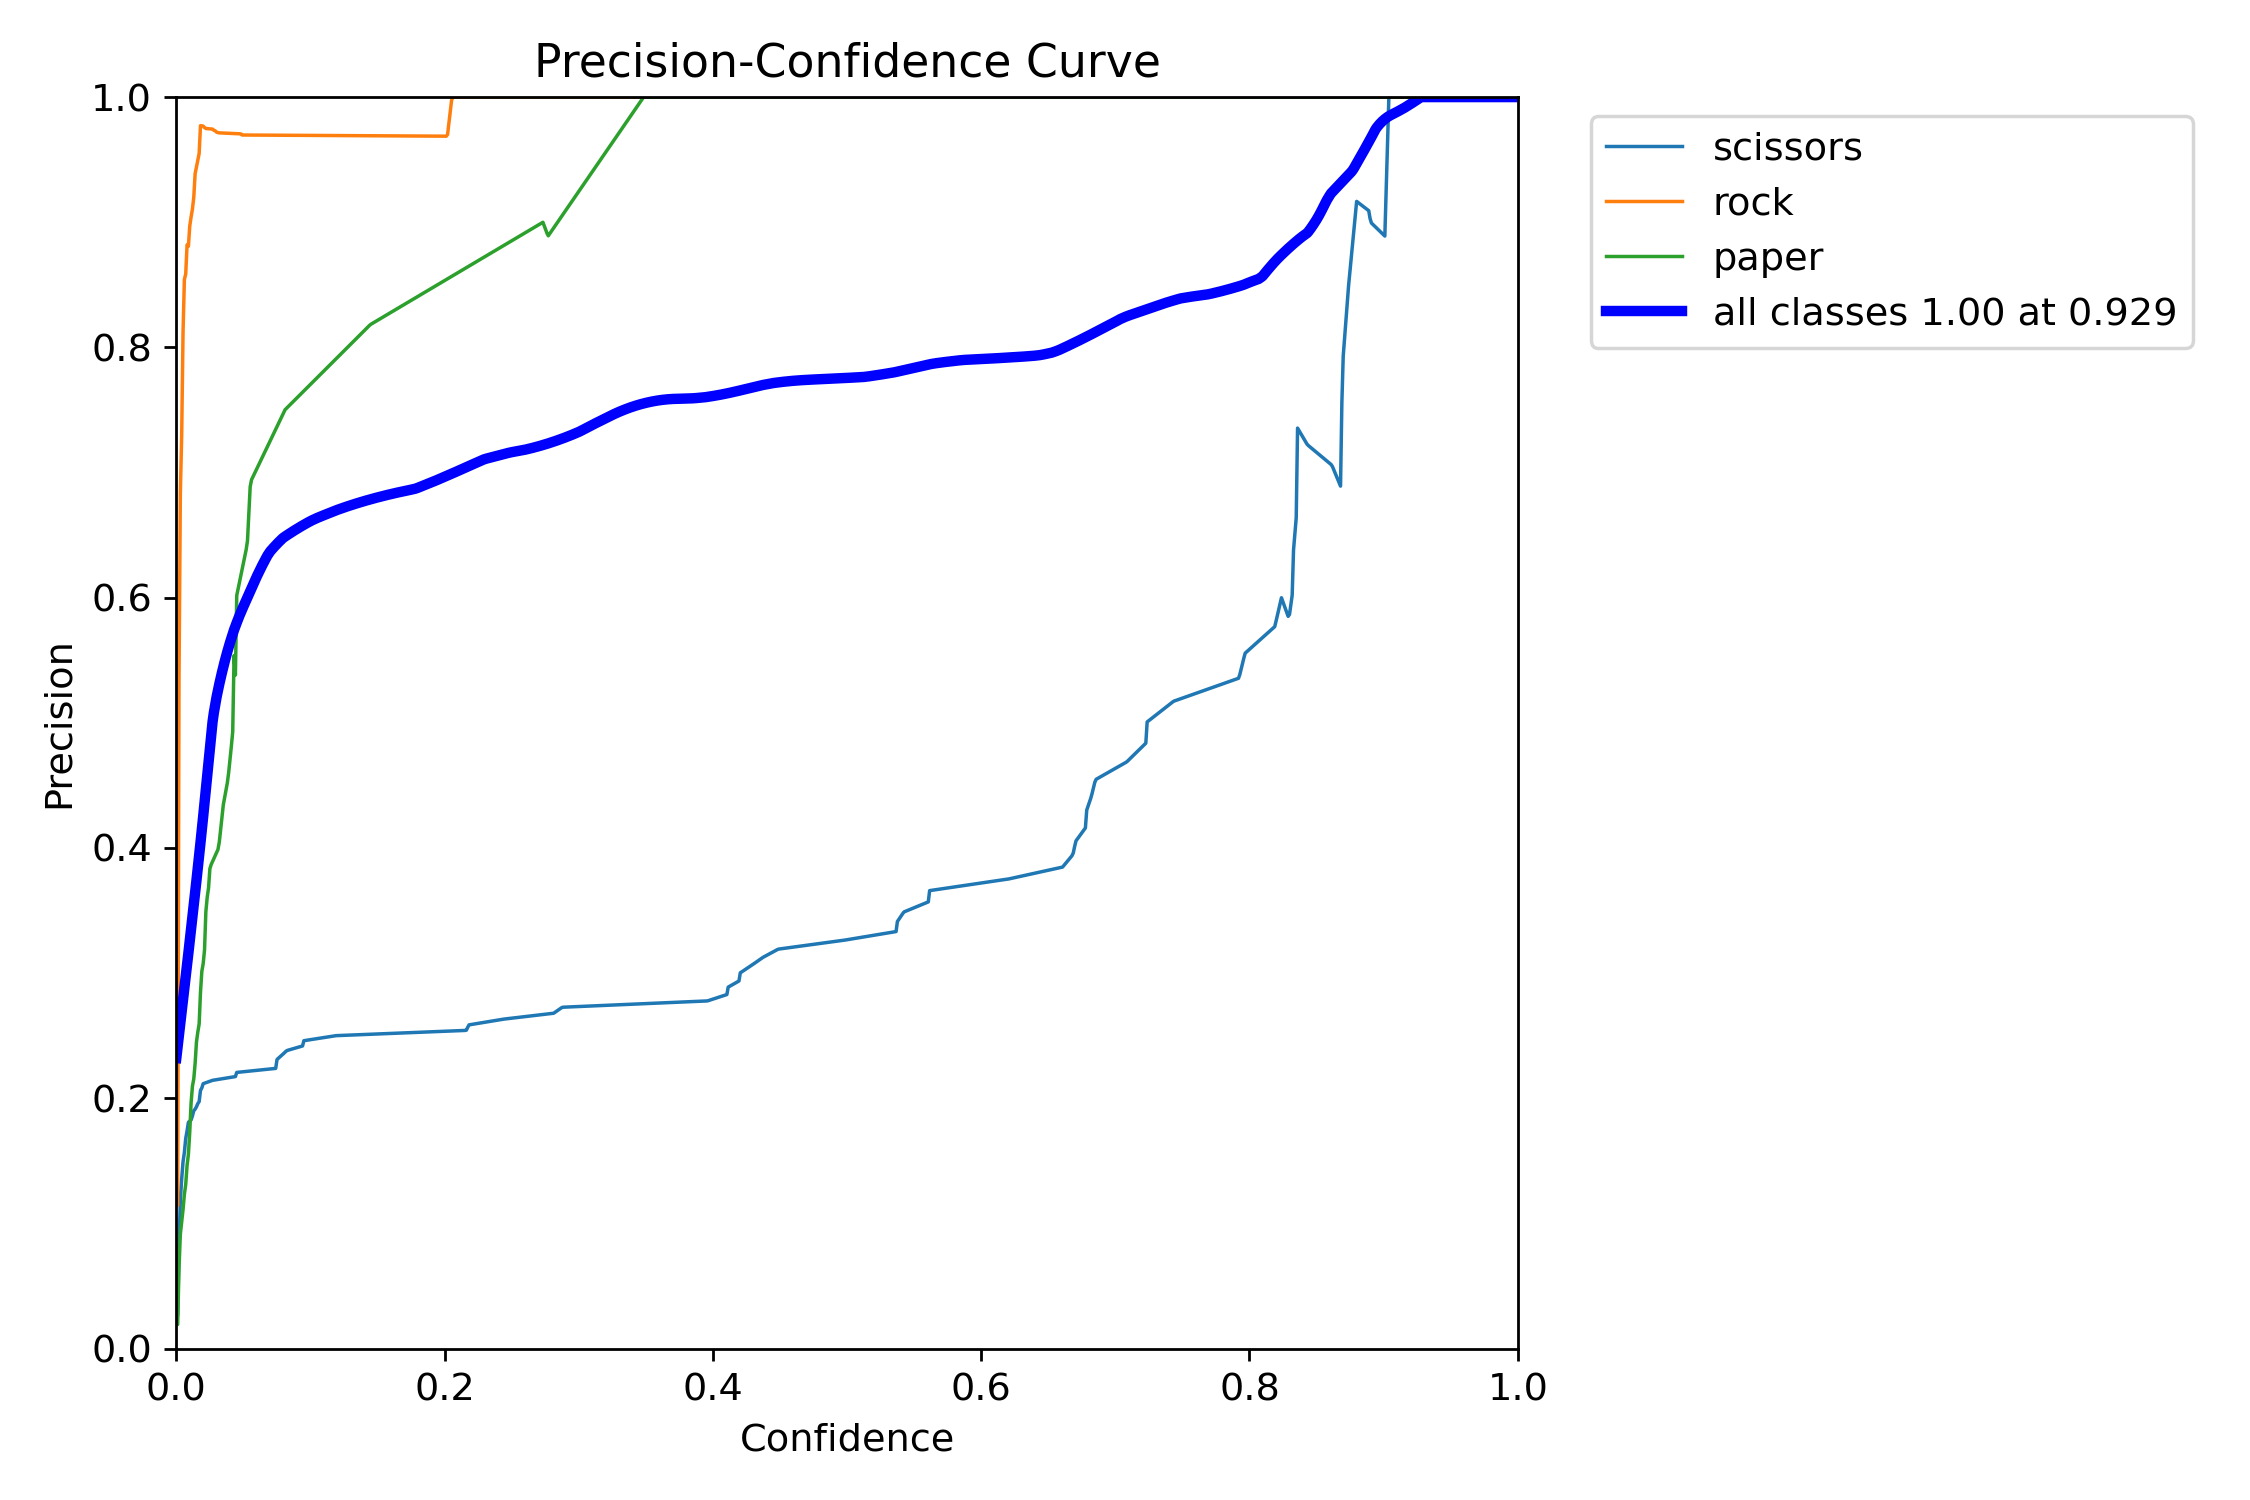 Precision-Confidence Curve
1.0
0.8
0.6
0.4
0.2
0.0
Precision
0.0 0.2 0.4 0.6 0.8 1.0
Confidence
scissors
rock
paper
all classes 1.00 at 0.929